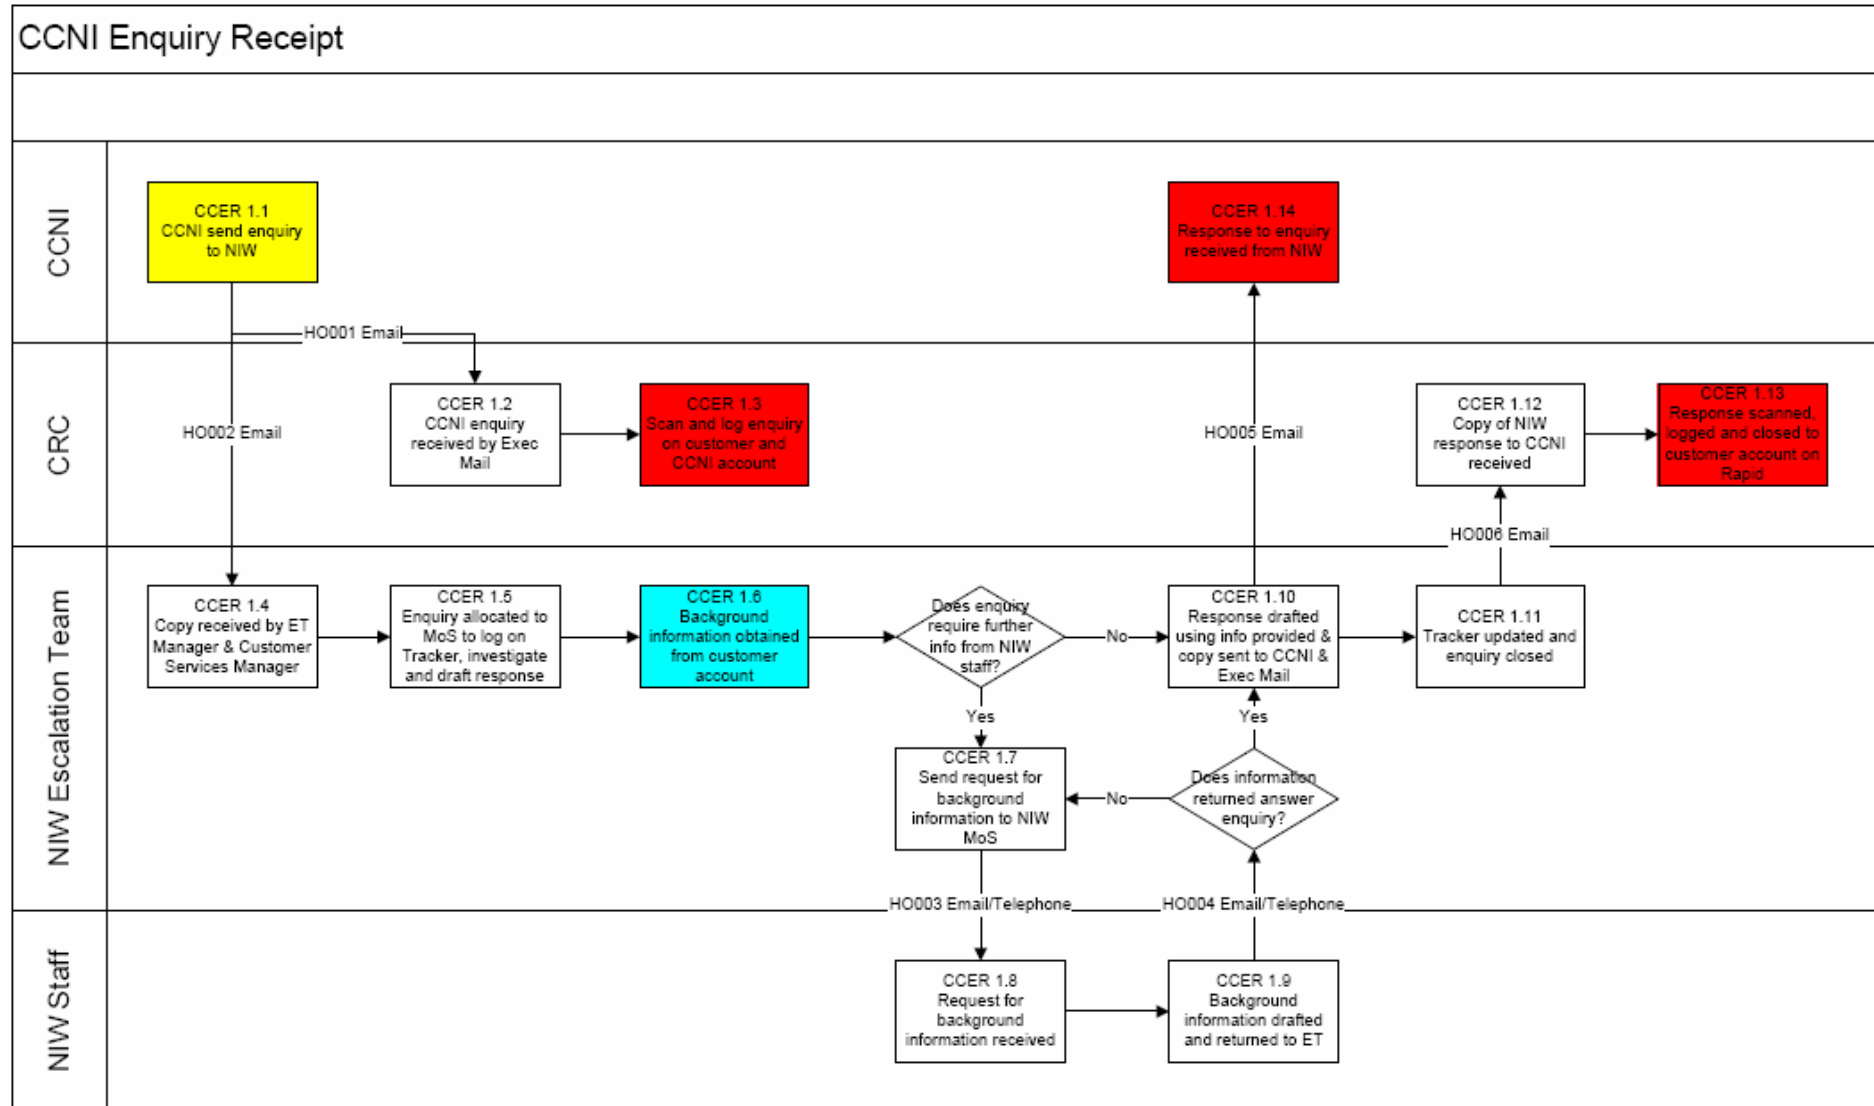 CCNI Enquiry Receipt
CCNI
CCER 1.1
CCNI send enquiry
to NIW
CCER 1.14
Response to enquiry
received from NIW
HO001 Email
CRC
HO002 Email
CCER 1.2
CCNI enquiry
received by Exec
Mail
CCER 1.3
Scan and log enquiry
on customer and
CCNI account
HO005 Email
CCER 1.12
Copy of NIW
response to CCNI
received
CCER 1.13
Response scanned,
logged and closed to
customer account on
Rapid
HO006 Email
NIW Escalation Team
CCER 1.4
Copy received by ET
Manager & Customer
Services Manager
CCER 1.5
Enquiry allocated to
MoS to log on
Tracker, investigate
and draft response
CCER 1.6
Background
information obtained
from customer
account
Does enquiry
require further
info from NIW
staff?
No
CCER 1.10
Response drafted
using info provided &
copy sent to CCNI &
Exec Mail
CCER 1.11
Tracker updated and
enquiry closed
Yes
Yes
CCER 1.7
Send request for
background
information to NIW
MoS
No
Does information
returned answer
enquiry?
HO003 Email/Telephone
HO004 Email/Telephone
NIW Staff
CCER 1.8
Request for
background
information received
CCER 1.9
Background
information drafted
and returned to ET